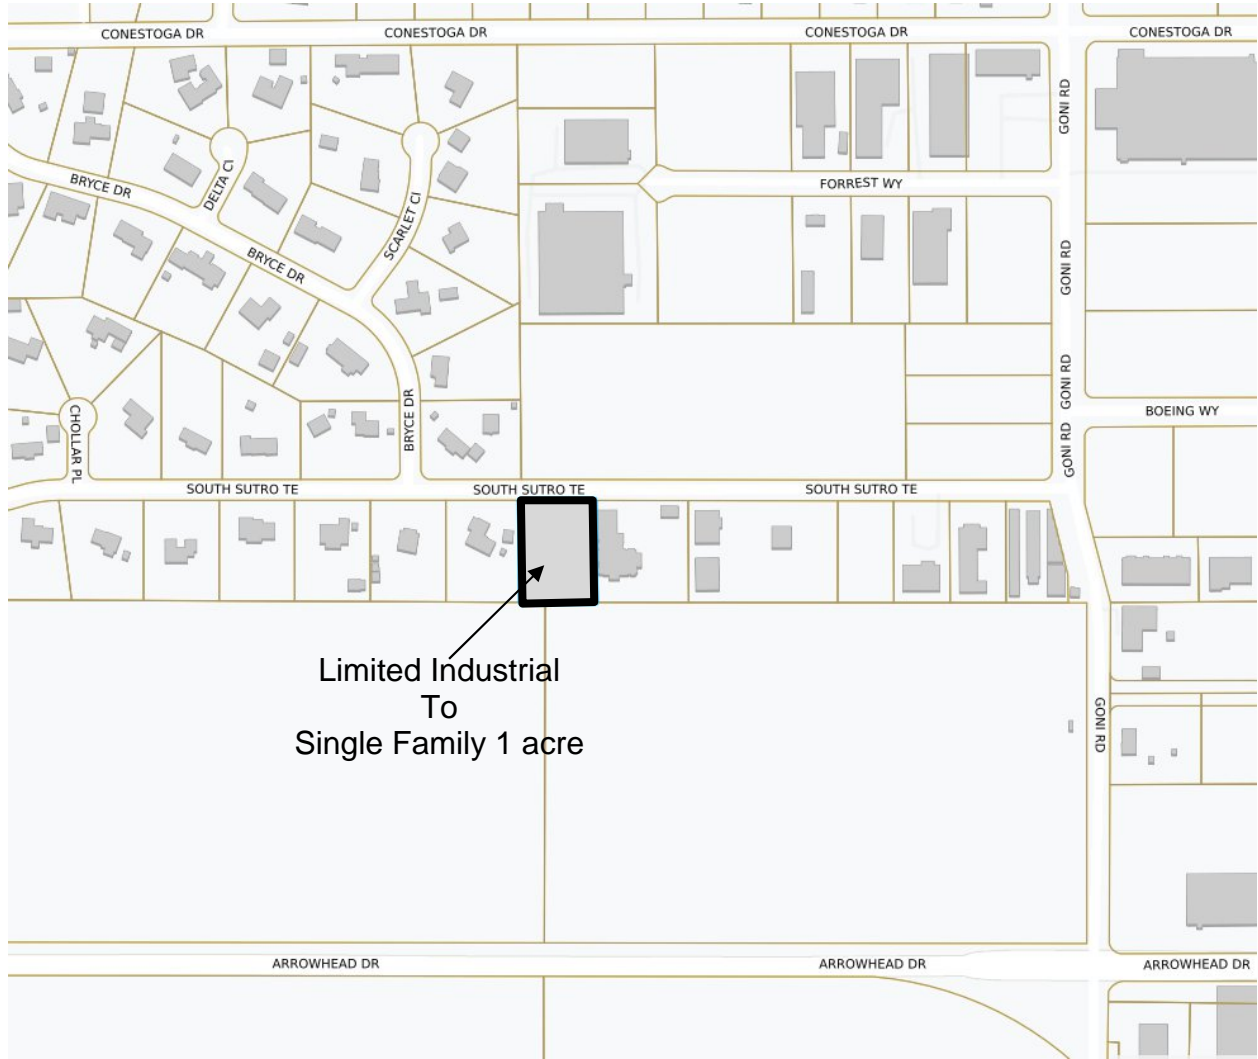 CONESTOGA DR
CONESTOGA DR
CONESTOGA DR
CONESTOGA DR
GONI RD
DELTA CI
BRYCE DR
FORREST WY
SCARLET CI
BRYCE DR
GONI RD
GONI RD
BRYCE DR
BOEING WY
CHOLLAR PL
GONI RD
SOUTH SUTRO TE
SOUTH SUTRO TE
SOUTH SUTRO TE
Limited Industrial
To
Single Family 1 acre
GONI RD
ARROWHEAD DR
ARROWHEAD DR
ARROWHEAD DR